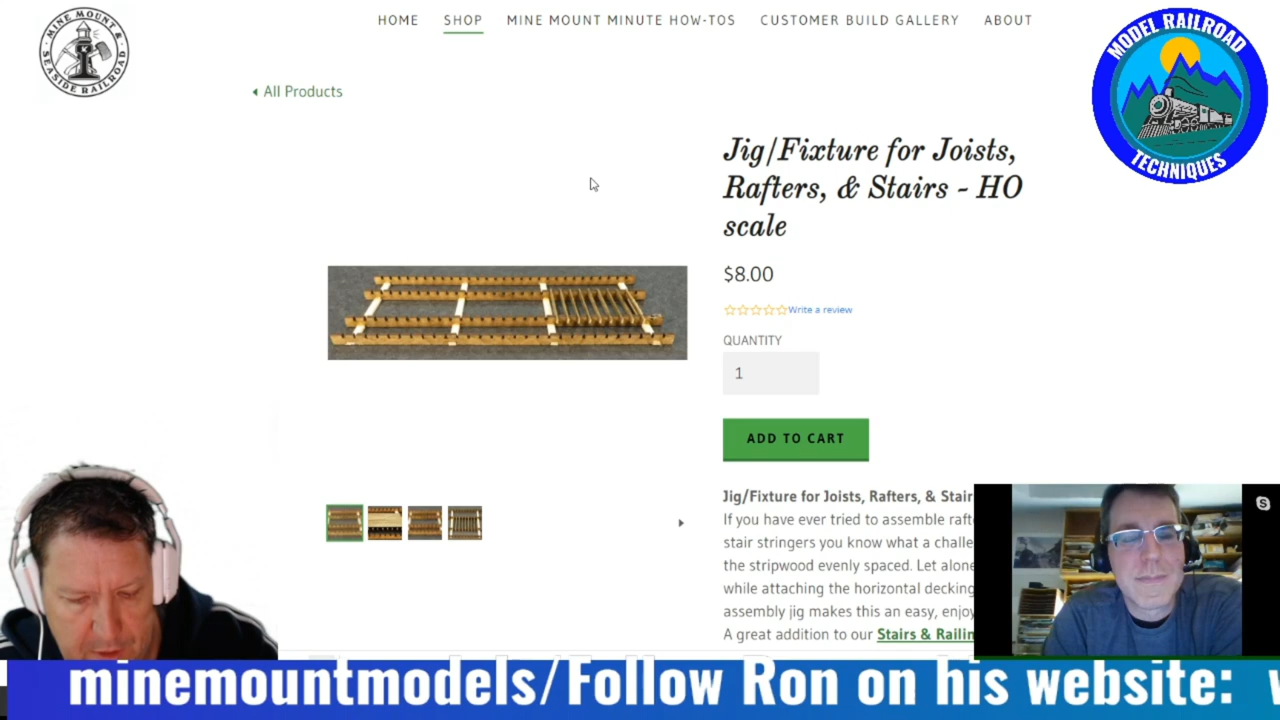 MINE MOUNT &
SEASIDE RAILROAD
HOME
SHOP
MINE MOUNT MINUTE HOW-TOS
CUSTOMER BUILD GALLERY
ABOUT
MODEL RAILROAD
TECHNIQUES
All Products
Jig/Fixture for Joists,
Rafters, & Stairs - HO
scale
$8.00
Write a review
QUANTITY
1
ADD TO CART
Jig/Fixture for Joists, Rafters, & Stair
If you have ever tried to assemble raft
stair stringers you know what a challe
the stripwood evenly spaced. Let alone
while attaching the horizontal decking
assembly jig makes this an easy, enjoy
A great addition to our Stairs & Railin
minemountmodels/Follow Ron on his website: